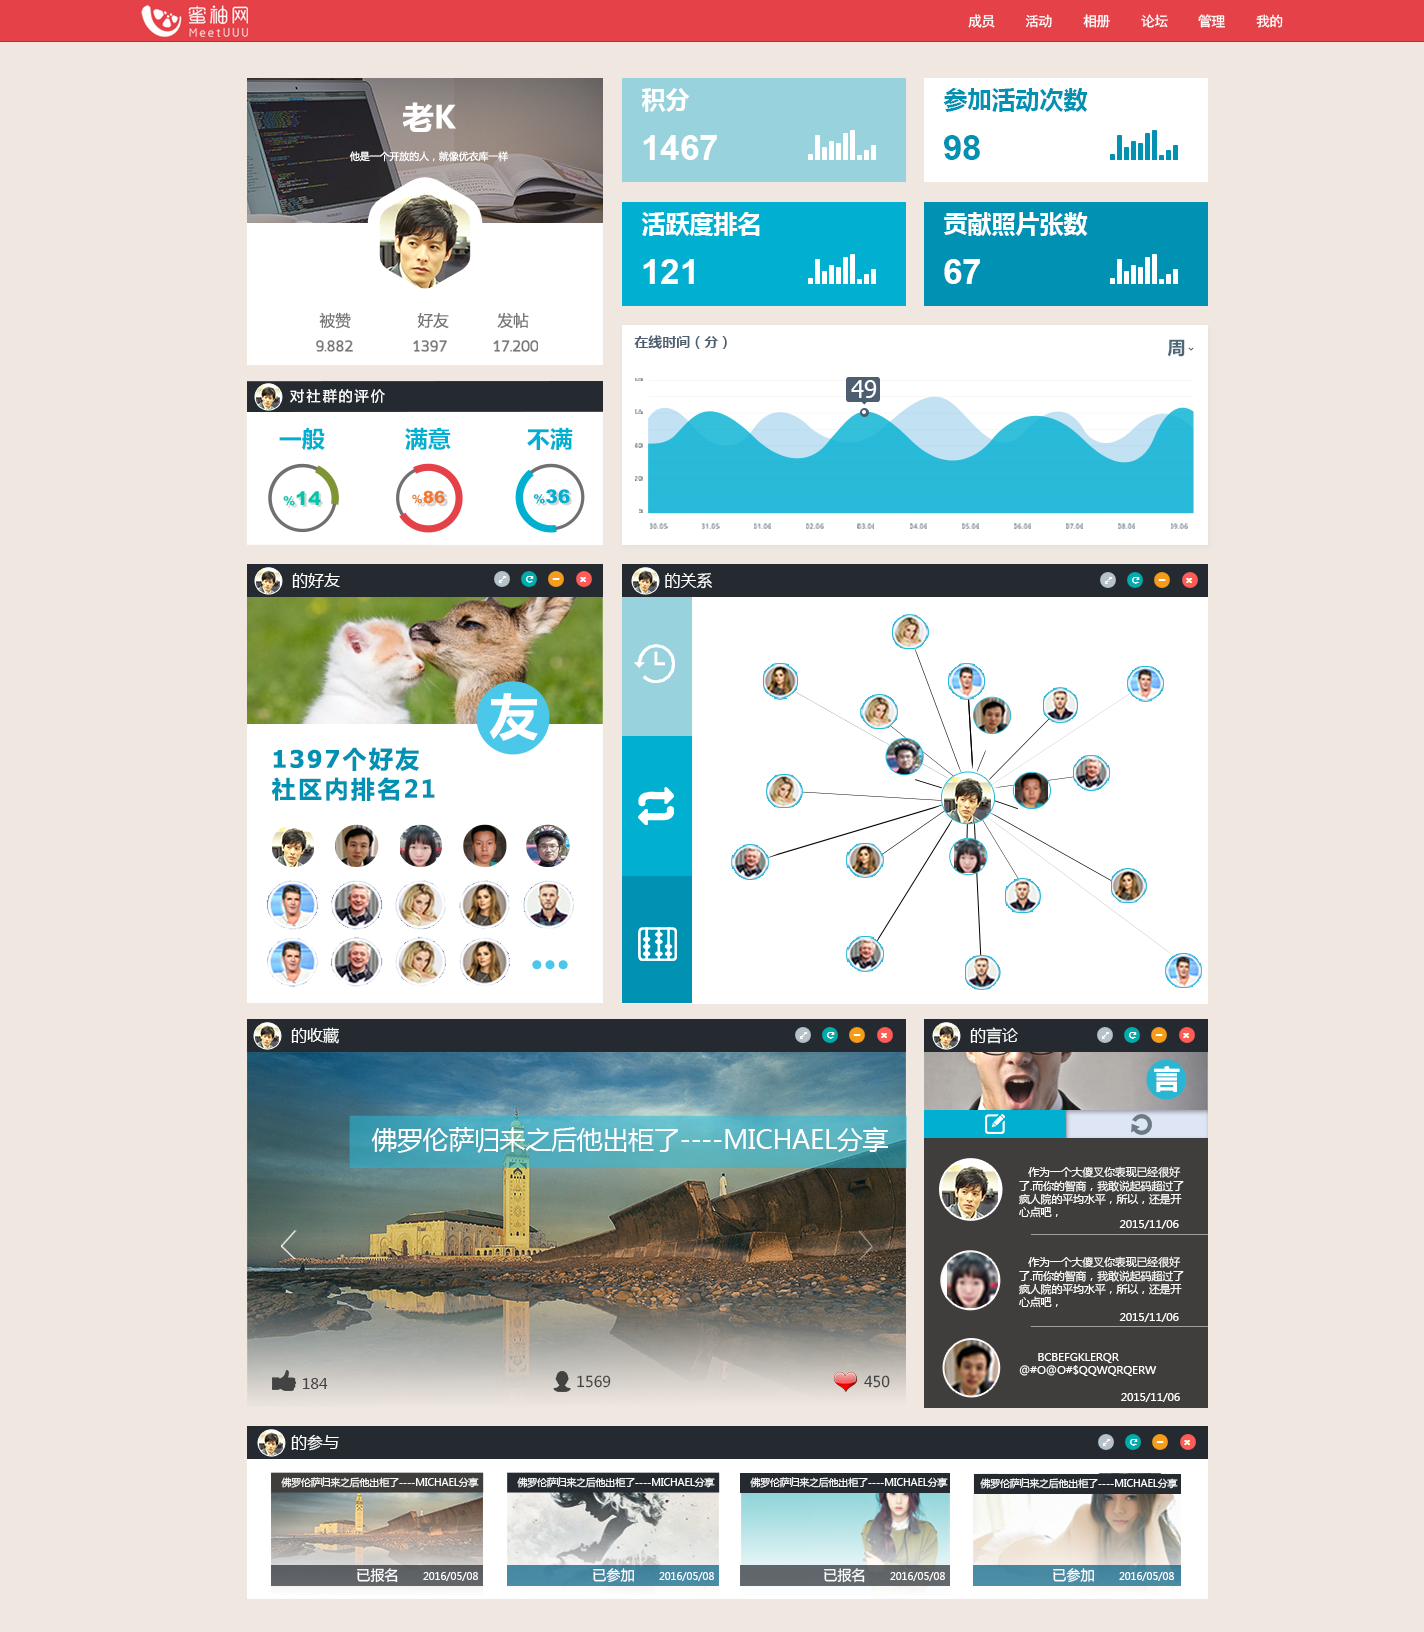 蜜柚网
MeetUUU
成员 活动 相册 论坛 管理 我的
老K
他是一个开放的人，就像优衣库一样
被赞 好友 发帖
9.882 1397 17.200
积分
1467
参加活动次数
98
活跃度排名
121
贡献照片张数
67
对社群的评价
一般 满意 不满
%14 %86 %36
在线时间（分）
周
49
30.05 31.05 01.06 02.06 03.06 04.06 05.06 06.06 07.06 08.06 09.06
的好友
友
1397个好友
社区内排名21
的关系
的收藏
佛罗伦萨归来之后他出柜了----MICHAEL分享
184
1569
450
的言论
言
作为一个大傻叉你表现已经很好
了.而你的智商，我敢说起码超过了
疯人院的平均水平，所以，还是开
心点吧，
2015/11/06
作为一个大傻叉你表现已经很好
了.而你的智商，我敢说起码超过了
疯人院的平均水平，所以，还是开
心点吧，
2015/11/06
BCBEFGKLERQR
@#O@O#$QQWQRQERW
2015/11/06
的参与
佛罗伦萨归来之后他出柜了----MICHAEL分享
已报名 2016/05/08
佛罗伦萨归来之后他出柜了----MICHAEL分享
已参加 2016/05/08
佛罗伦萨归来之后他出柜了----MICHAEL分享
已报名 2016/05/08
佛罗伦萨归来之后他出柜了----MICHAEL分享
已参加 2016/05/08